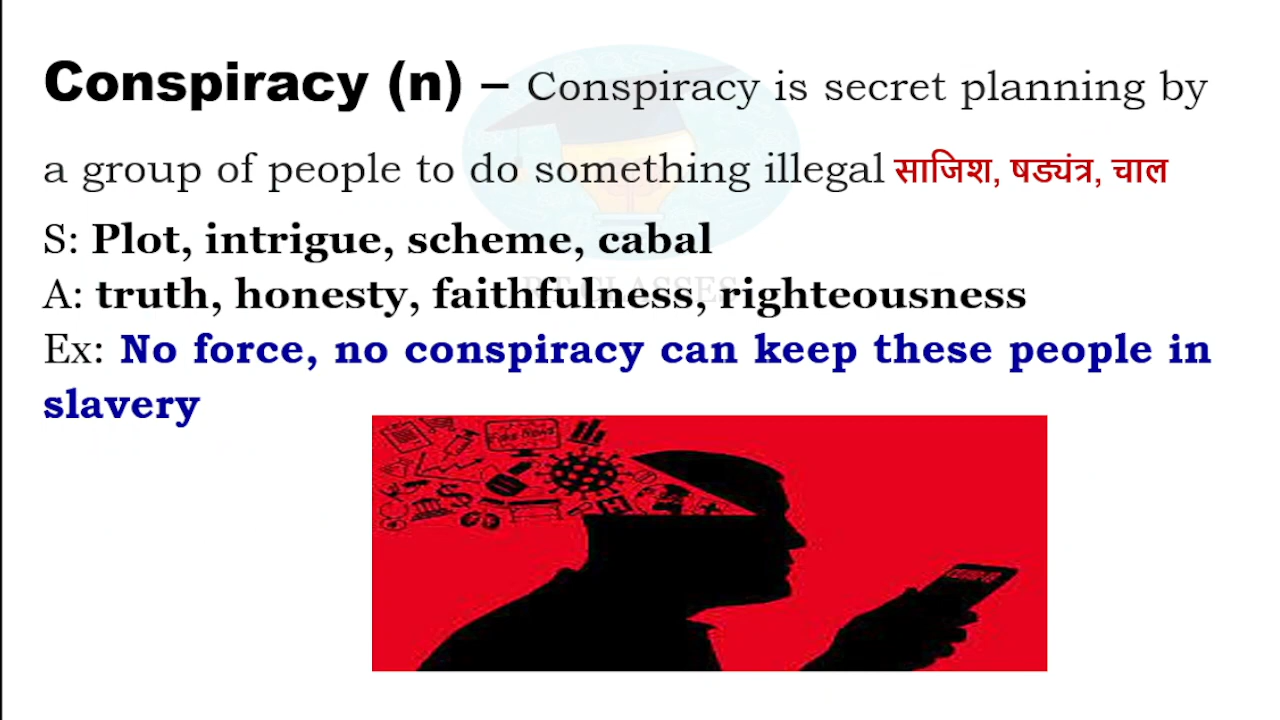 Conspiracy (n) – Conspiracy is secret planning by
a group of people to do something illegal साजिश, षड्यंत्र, चाल
S: Plot, intrigue, scheme, cabal
A: truth, honesty, faithfulness, righteousness
Ex: No force, no conspiracy can keep these people in
slavery